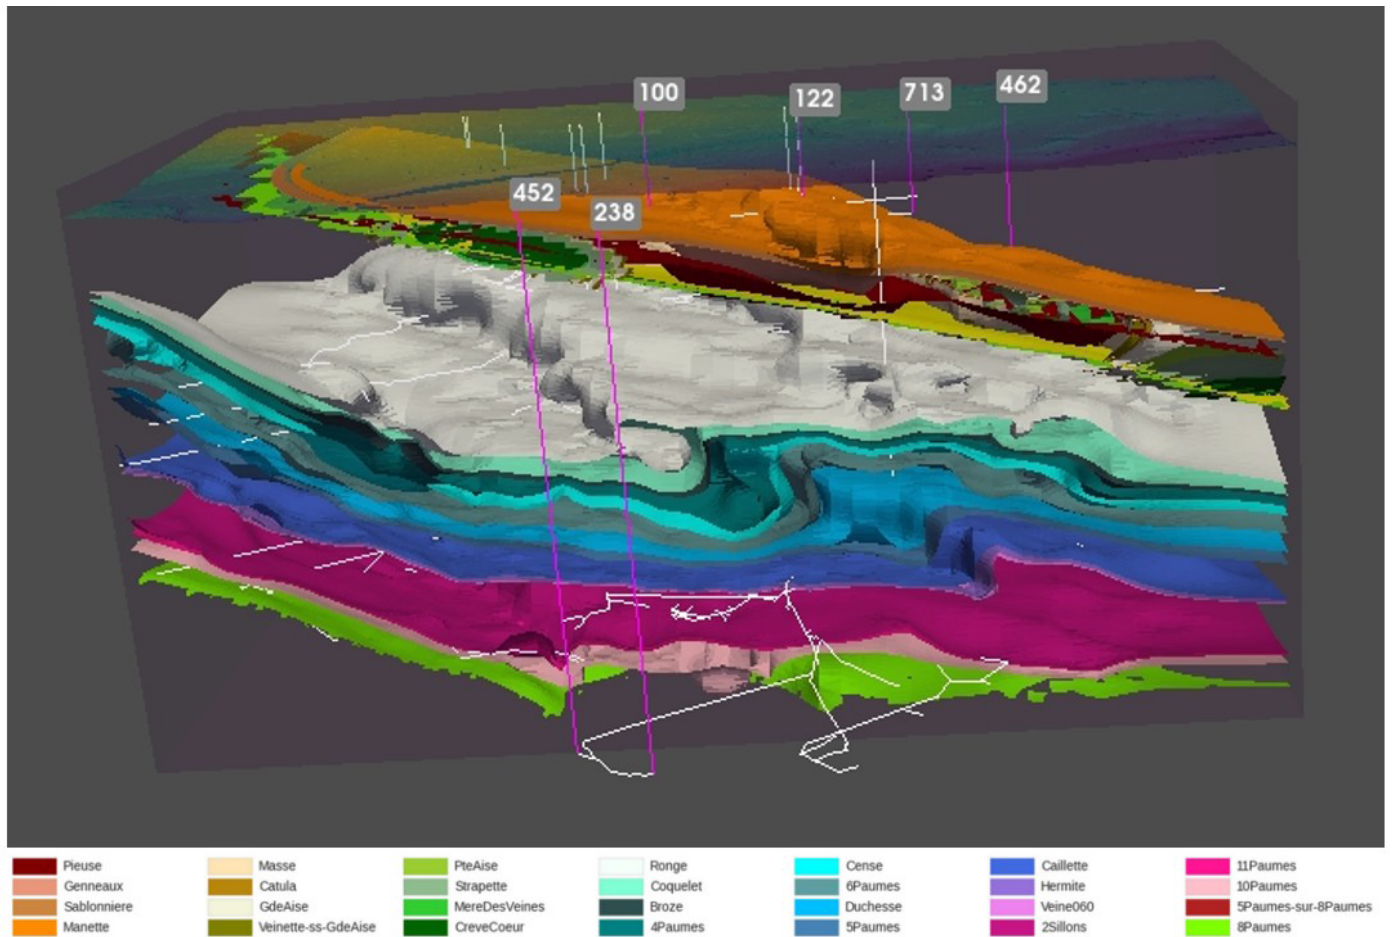 462
100
122
713
452
238
Pieuse Masse PteAise Ronge Cense Caillette 11Paumes
Genneaux Catula Strapette Coquelet 6Paumes Hermite 10Paumes
Sablonniere GdeAise MereDesVeines Broze Duchesse Veine060 5Paumes-sur-8Paumes
Manette Veinette-ss-GdeAise CreveCoeur 4Paumes 5Paumes 2Sillons 8Paumes